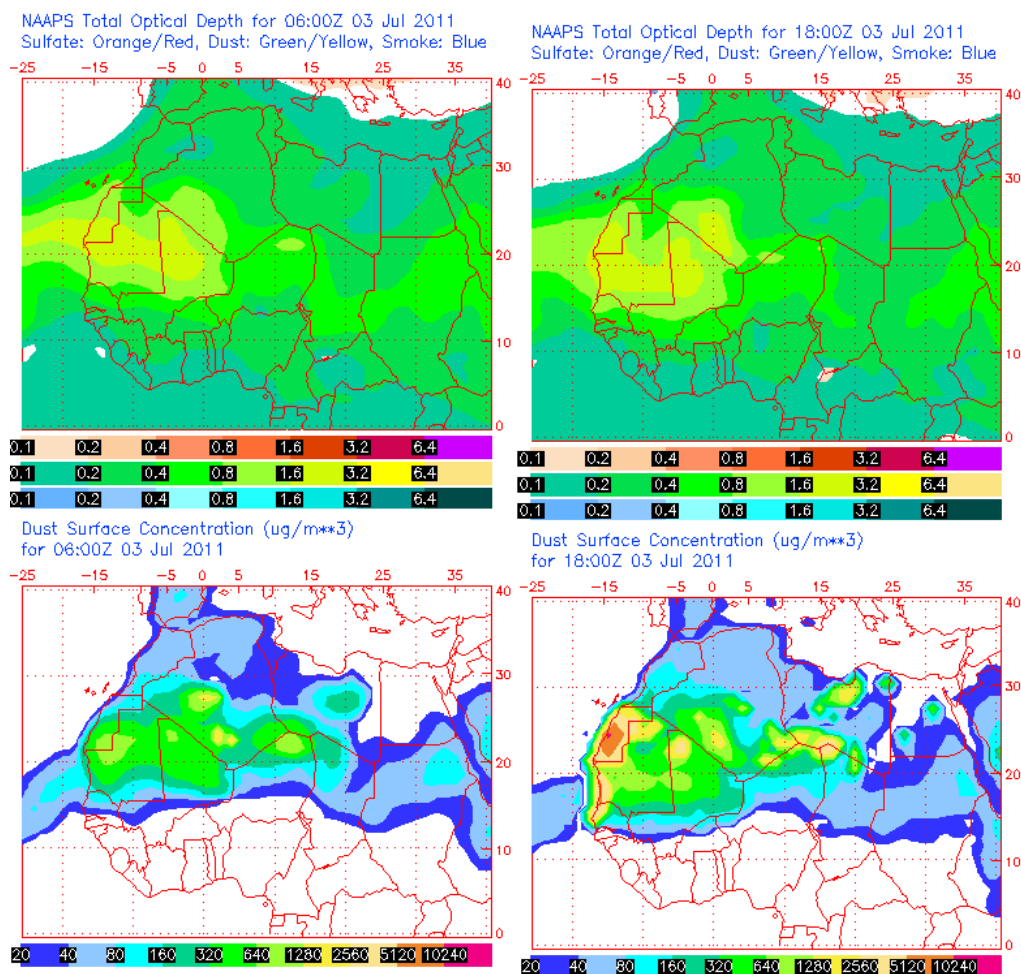 NAAPS Total Optical Depth for 06:00Z 03 Jul 2011
Sulfate: Orange/Red, Dust: Green/Yellow, Smoke: Blue
-25 -15 -5 0 5 15 25 35
40
30
20
10
0
0.1 0.2 0.4 0.8 1.6 3.2 6.4
0.1 0.2 0.4 0.8 1.6 3.2 6.4
0.1 0.2 0.4 0.8 1.6 3.2 6.4
NAAPS Total Optical Depth for 18:00Z 03 Jul 2011
Sulfate: Orange/Red, Dust: Green/Yellow, Smoke: Blue
-25 -15 -5 0 5 15 25 35
40
30
20
10
0
0.1 0.2 0.4 0.8 1.6 3.2 6.4
0.1 0.2 0.4 0.8 1.6 3.2 6.4
0.1 0.2 0.4 0.8 1.6 3.2 6.4
Dust Surface Concentration (ug/m**3)
for 06:00Z 03 Jul 2011
-25 -15 -5 0 5 15 25 35
40
30
20
10
0
20 40 80 160 320 640 1280 2560 5120 10240
Dust Surface Concentration (ug/m**3)
for 18:00Z 03 Jul 2011
-25 -15 -5 0 5 15 25 35
40
30
20
10
0
20 40 80 160 320 640 1280 2560 5120 10240